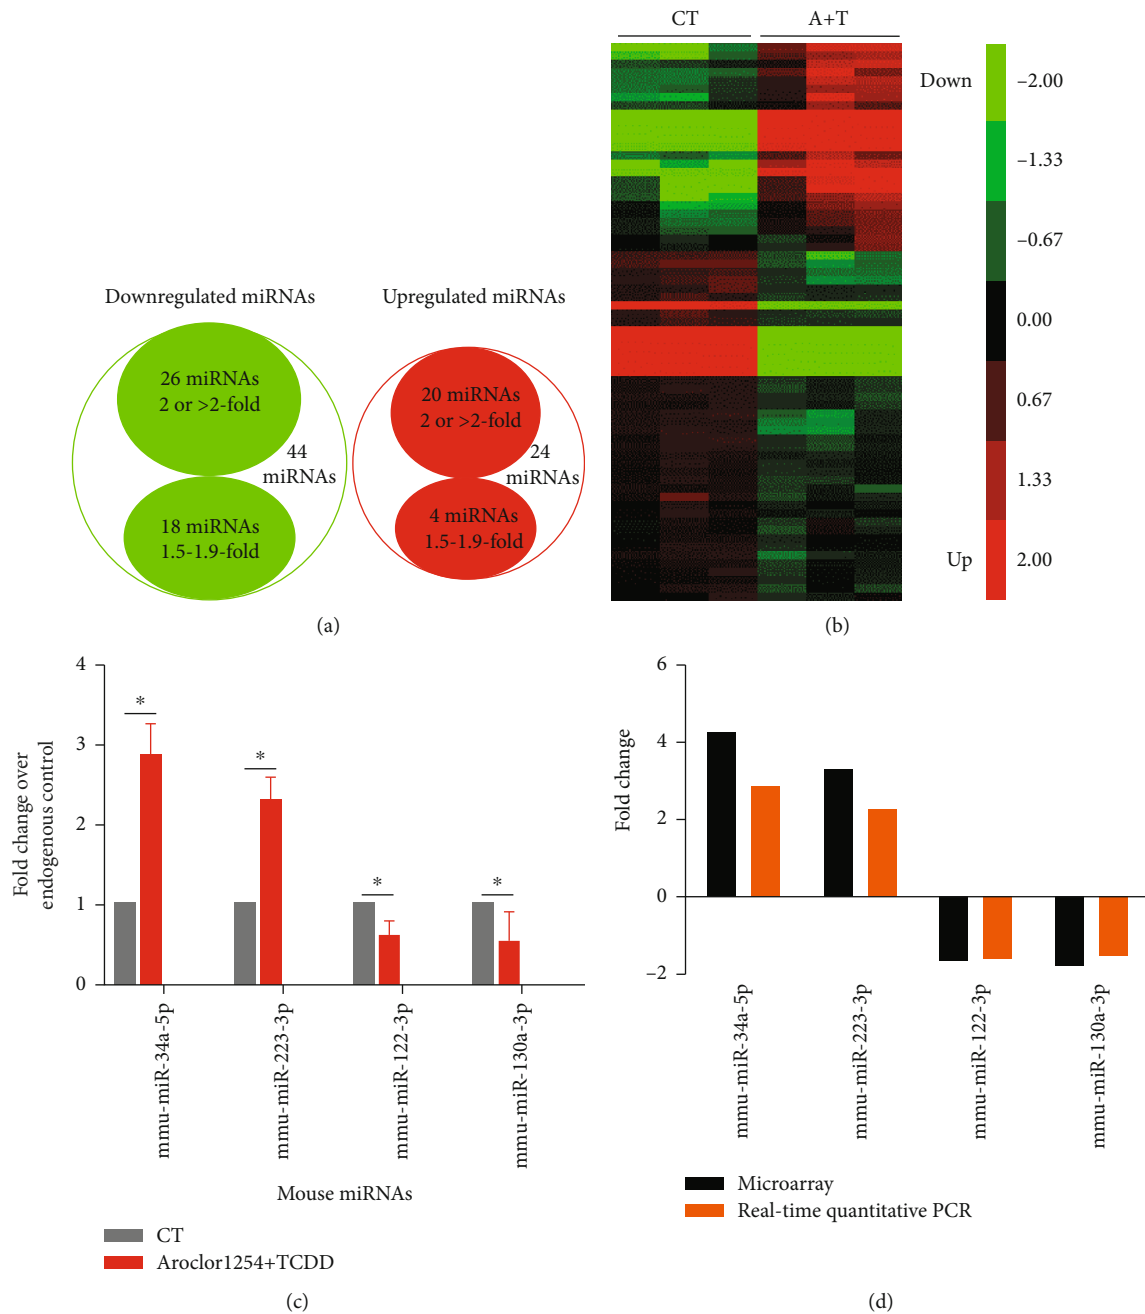 Downregulated miRNAs
26 miRNAs
2 or >2-fold
44
miRNAs
18 miRNAs
1.5-1.9-fold
Upregulated miRNAs
20 miRNAs
2 or >2-fold
24
miRNAs
4 miRNAs
1.5-1.9-fold
(a)
CT
A+T
Down
Up
−2.00
−1.33
−0.67
0.00
0.67
1.33
2.00
(b)
Fold change over
endogenous control
4
3
2
1
0
*
*
*
*
mmu-miR-34a-5p
mmu-miR-223-3p
mmu-miR-122-3p
mmu-miR-130a-3p
Mouse miRNAs
CT
Aroclor1254+TCDD
(c)
Fold change
6
4
2
0
−2
mmu-miR-34a-5p
mmu-miR-223-3p
mmu-miR-122-3p
mmu-miR-130a-3p
Microarray
Real-time quantitative PCR
(d)